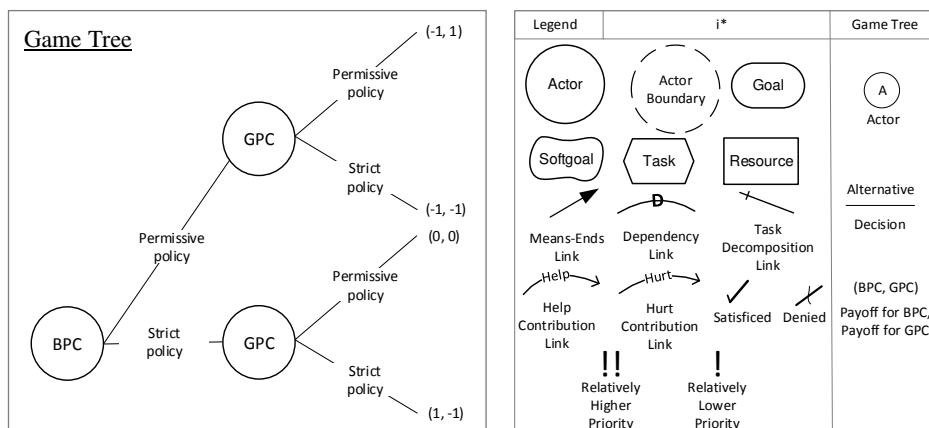 Game Tree
(-1, 1)
Permissive
policy
GPC
Strict
policy
(-1, -1)
Permissive
policy
(0, 0)
Permissive
policy
BPC
Strict
policy
GPC
Strict
policy
(1, -1)
Legend
i*
Game Tree
Actor
Actor
Boundary
Goal
A
Actor
Softgoal
Task
Resource
D
Means-Ends
Link
Dependency
Link
Task
Decomposition
Link
Alternative
Decision
Help
Hurt
Help
Contribution
Link
Hurt
Contribution
Link
Satisficed
Denied
(BPC, GPC)
Payoff for BPC,
Payoff for GPC
!!
Relatively
Higher
Priority
!
Relatively
Lower
Priority